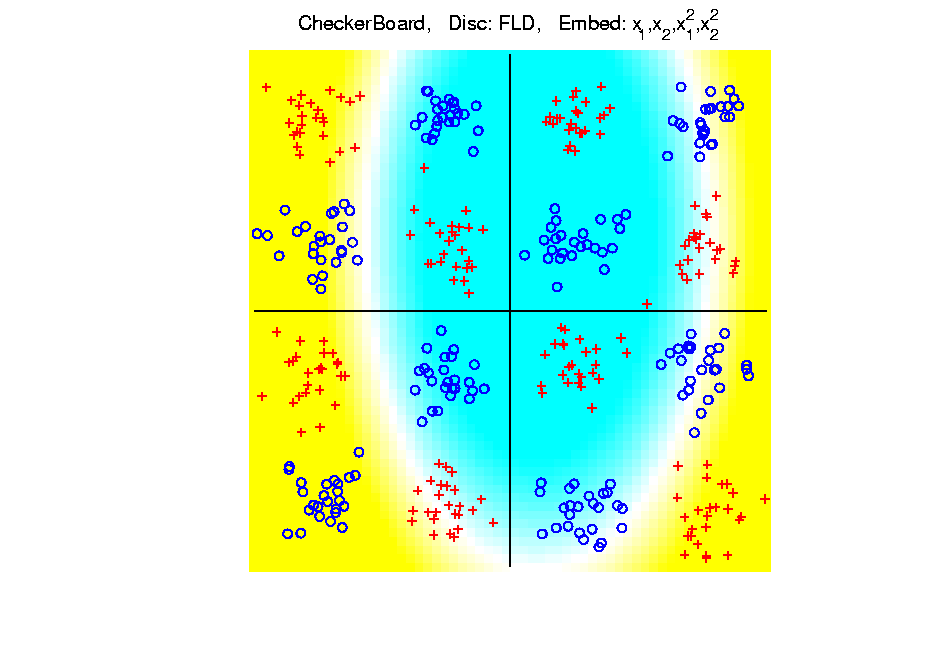 CheckerBoard,   Disc: FLD,   Embed: x₁,x₂,x₁²,x₂²